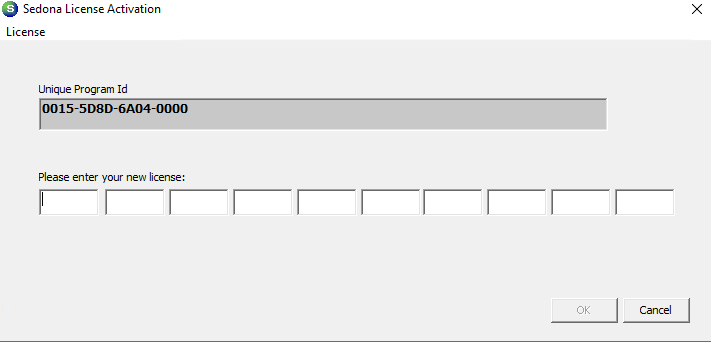 Sedona License Activation
License
Unique Program Id
0015-5D8D-6A04-0000
Please enter your new license:
OK
Cancel